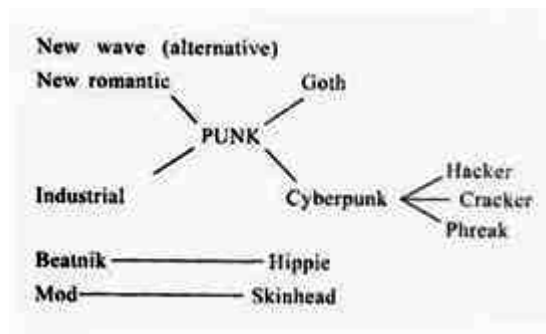 New wave (alternative)
New romantic Goth
PUNK
Hacker
Industrial Cyberpunk Cracker
Phreak
Beatnik Hippie
Mod Skinhead